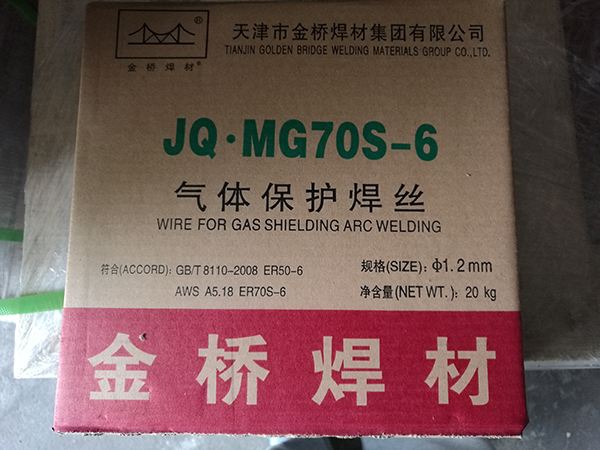 天津市金桥焊材集团有限公司
TIANJIN GOLDEN BRIDGE WELDING MATERIALS GROUP CO.,LTD.
金桥焊材®
JQ·MG70S-6
气体保护焊丝
WIRE FOR GAS SHIELDING ARC WELDING
符合(ACCORD): GB/T 8110-2008 ER50-6
规格(SIZE): Φ1.2mm
AWS A5.18 ER70S-6
净含量(NET WT.): 20 kg
金桥焊材